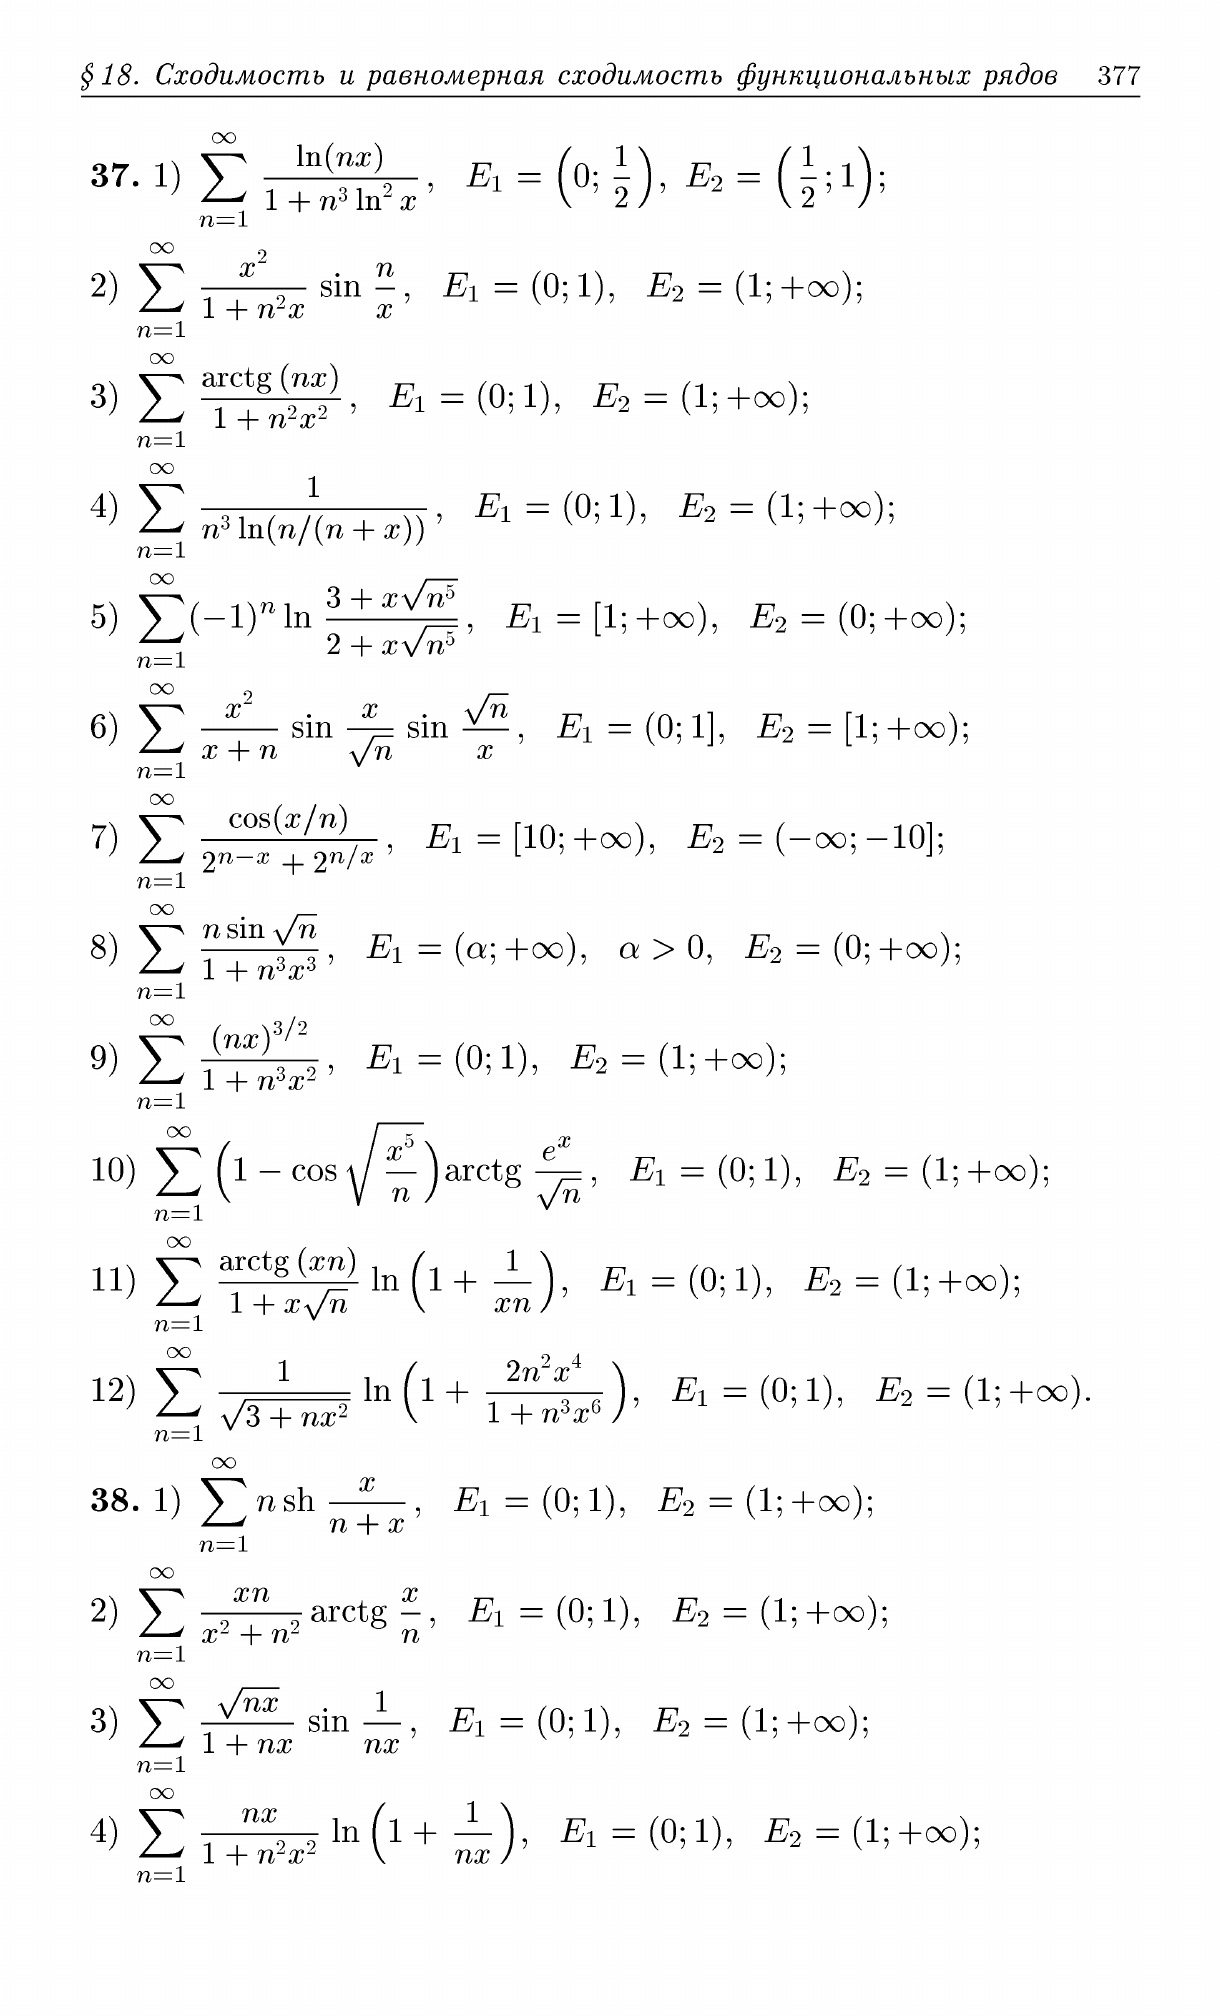 § 18. Сходимость и равномерная сходимость функциональных рядов 377
37. 1) $\sum_{n=1}^{\infty} \frac{\ln(nx)}{1+n^3\ln^2 x}$, $E_1 = \left(0; \frac{1}{2}\right)$, $E_2 = \left(\frac{1}{2}; 1\right)$;
2) $\sum_{n=1}^{\infty} \frac{x^2}{1+n^2x} \sin \frac{n}{x}$, $E_1 = (0; 1)$, $E_2 = (1; +\infty)$;
3) $\sum_{n=1}^{\infty} \frac{\operatorname{arctg}(nx)}{1+n^2x^2}$, $E_1 = (0; 1)$, $E_2 = (1; +\infty)$;
4) $\sum_{n=1}^{\infty} \frac{1}{n^3\ln(n/(n+x))}$, $E_1 = (0; 1)$, $E_2 = (1; +\infty)$;
5) $\sum_{n=1}^{\infty} (-1)^n \ln \frac{3+x\sqrt{n^5}}{2+x\sqrt{n^5}}$, $E_1 = [1; +\infty)$, $E_2 = (0; +\infty)$;
6) $\sum_{n=1}^{\infty} \frac{x^2}{x+n} \sin \frac{x}{\sqrt{n}} \sin \frac{\sqrt{n}}{x}$, $E_1 = (0; 1]$, $E_2 = [1; +\infty)$;
7) $\sum_{n=1}^{\infty} \frac{\cos(x/n)}{2^{n-x}+2^{n/x}}$, $E_1 = [10; +\infty)$, $E_2 = (-\infty; -10]$;
8) $\sum_{n=1}^{\infty} \frac{n \sin \sqrt{n}}{1+n^3x^3}$, $E_1 = (\alpha; +\infty)$, $\alpha > 0$, $E_2 = (0; +\infty)$;
9) $\sum_{n=1}^{\infty} \frac{(nx)^{3/2}}{1+n^3x^2}$, $E_1 = (0; 1)$, $E_2 = (1; +\infty)$;
10) $\sum_{n=1}^{\infty} \left(1-\cos\sqrt{\frac{x^5}{n}}\right) \operatorname{arctg} \frac{e^x}{\sqrt{n}}$, $E_1 = (0; 1)$, $E_2 = (1; +\infty)$;
11) $\sum_{n=1}^{\infty} \frac{\operatorname{arctg}(xn)}{1+x\sqrt{n}} \ln\left(1+\frac{1}{xn}\right)$, $E_1 = (0; 1)$, $E_2 = (1; +\infty)$;
12) $\sum_{n=1}^{\infty} \frac{1}{\sqrt{3+nx^2}} \ln\left(1+\frac{2n^2x^4}{1+n^3x^6}\right)$, $E_1 = (0; 1)$, $E_2 = (1; +\infty)$.
38. 1) $\sum_{n=1}^{\infty} n \operatorname{sh} \frac{x}{n+x}$, $E_1 = (0; 1)$, $E_2 = (1; +\infty)$;
2) $\sum_{n=1}^{\infty} \frac{xn}{x^2+n^2} \operatorname{arctg} \frac{x}{n}$, $E_1 = (0; 1)$, $E_2 = (1; +\infty)$;
3) $\sum_{n=1}^{\infty} \frac{\sqrt{nx}}{1+nx} \sin \frac{1}{nx}$, $E_1 = (0; 1)$, $E_2 = (1; +\infty)$;
4) $\sum_{n=1}^{\infty} \frac{nx}{1+n^2x^2} \ln\left(1+\frac{1}{nx}\right)$, $E_1 = (0; 1)$, $E_2 = (1; +\infty)$;